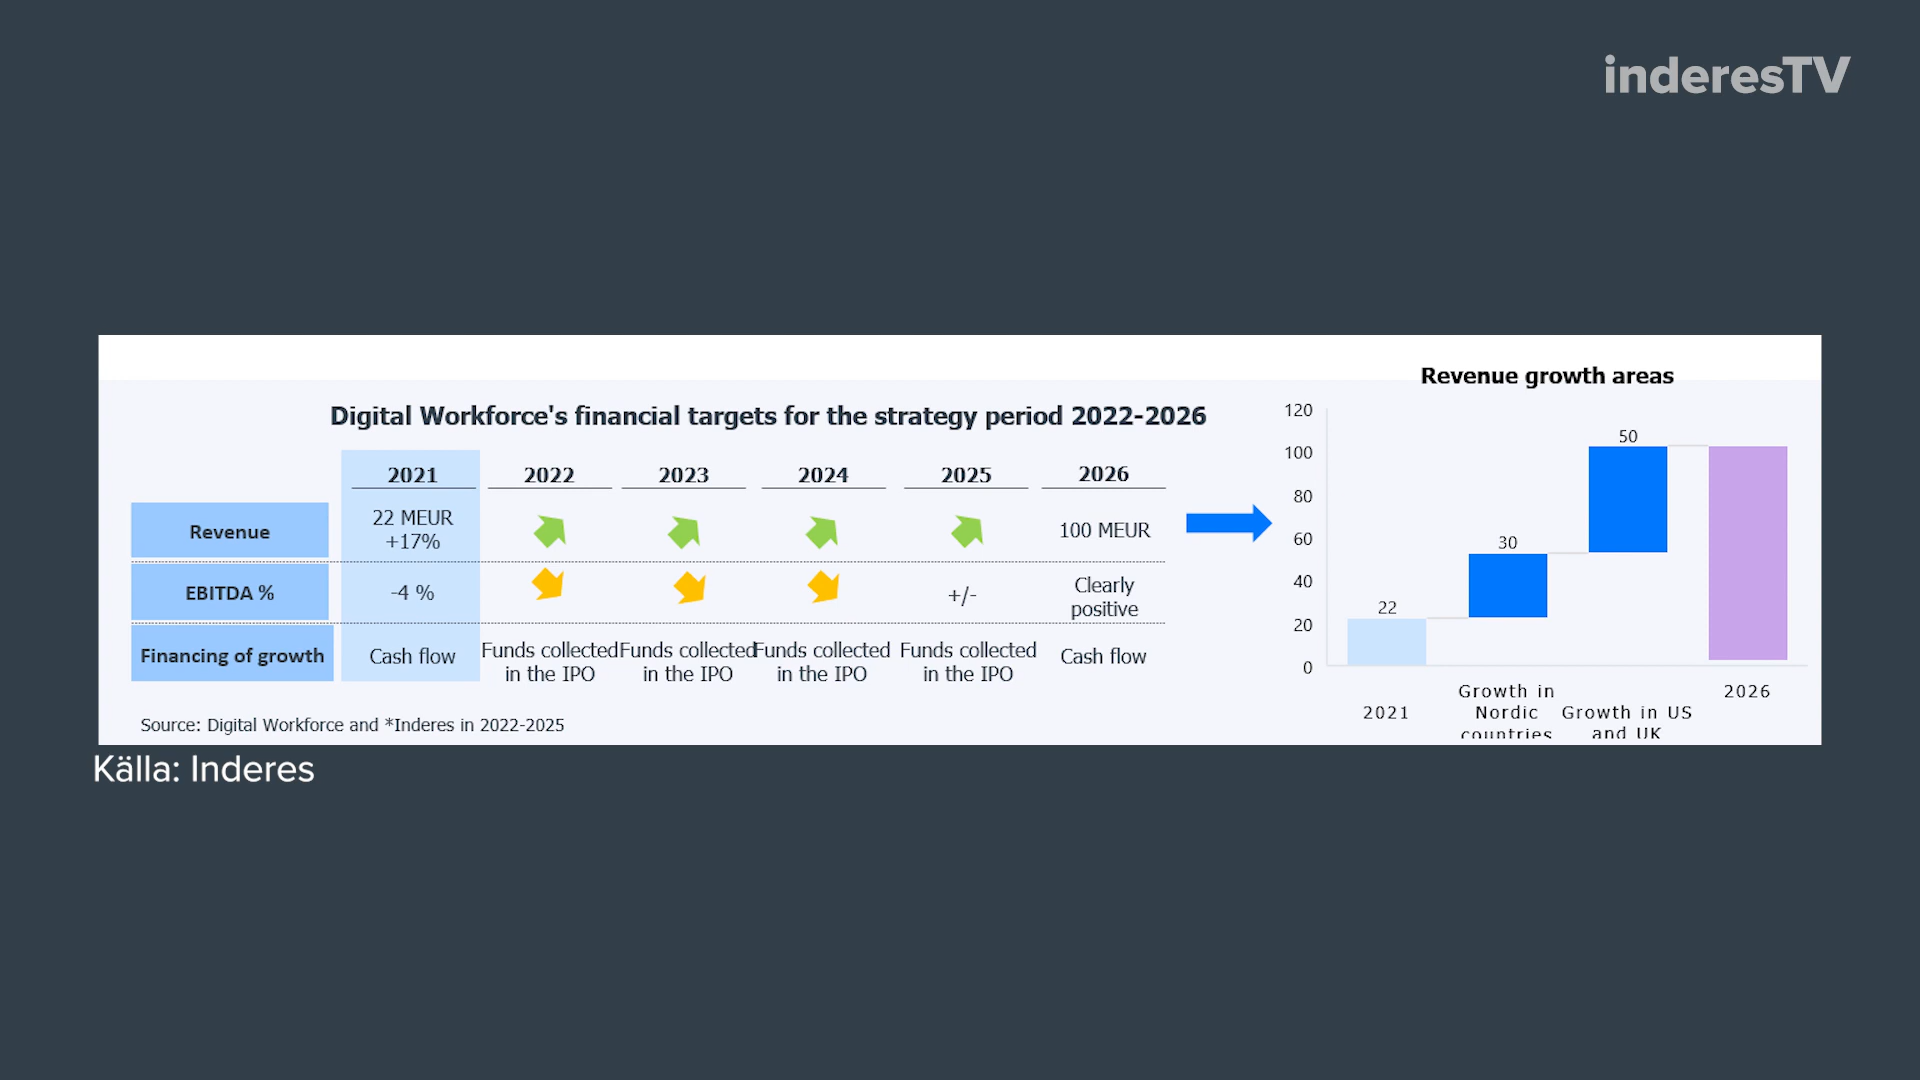 inderesTV
Revenue growth areas
Digital Workforce's financial targets for the strategy period 2022-2026
2021 2022 2023 2024 2025 2026
Revenue
22 MEUR
+17%
100 MEUR
EBITDA %
-4 %
+/-
Clearly
positive
Financing of growth
Cash flow
Funds collected
in the IPO
Funds collected
in the IPO
Funds collected
in the IPO
Funds collected
in the IPO
Cash flow
Source: Digital Workforce and *Inderes in 2022-2025
120
100
80
60
40
20
0
22
30
50
2021
Growth in
Nordic
countries
Growth in US
and UK
2026
Källa: Inderes